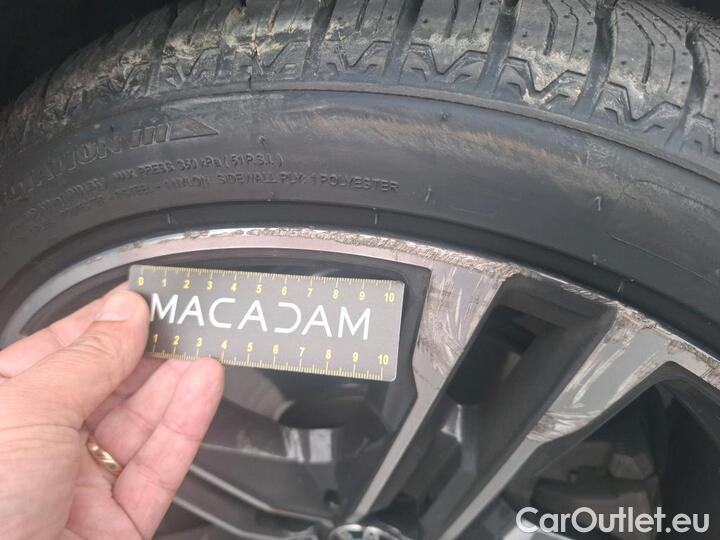 MAX PRESS 350 kPa (51 P.S.I.)
NYLON SIDEWALL PLY: 1 POLYESTER
0 1 2 3 4 5 6 7 8 9 10
MACADAM
1 2 3 4 5 6 7 8 9 10
CarOutlet.eu